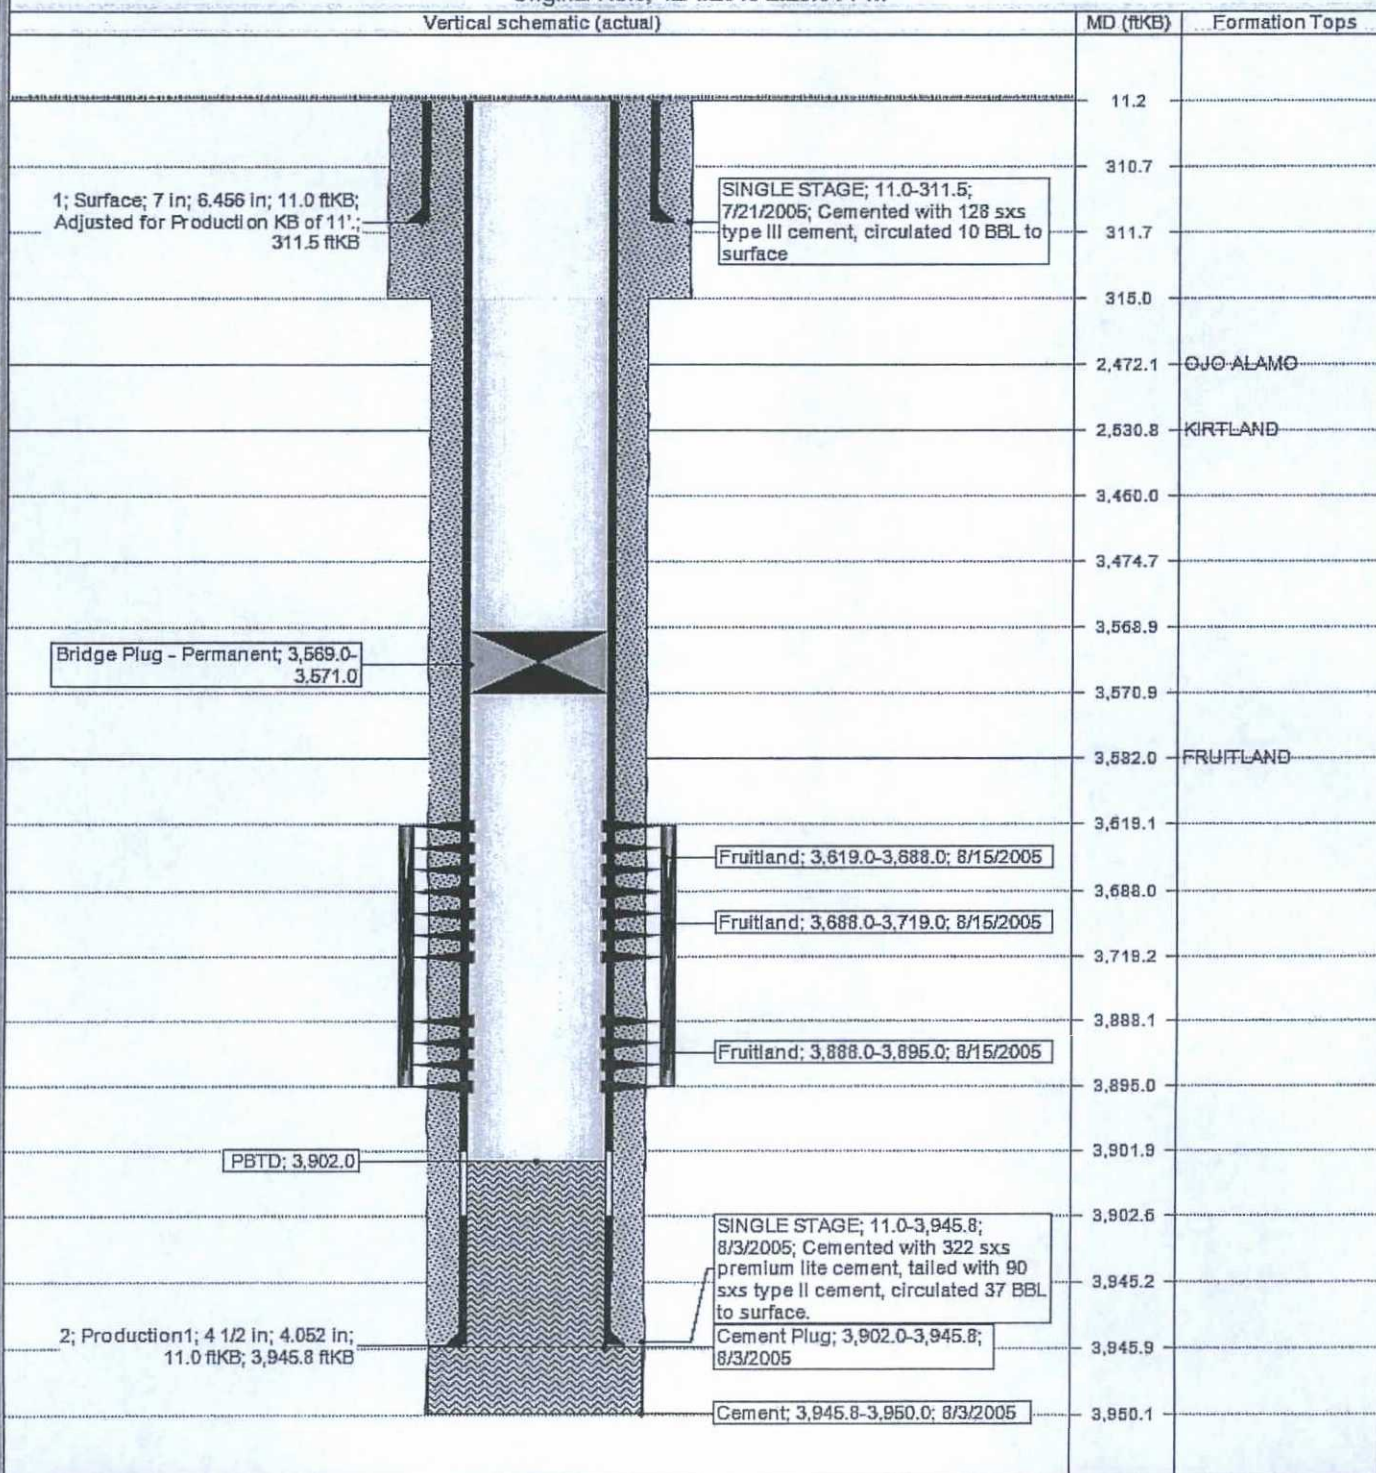 Vertical schematic (actual)
MD (ftKB)
Formation Tops
11.2
310.7
1; Surface; 7 in; 6.456 in; 11.0 ftKB;
Adjusted for Production KB of 11'.;
311.5 ftKB
SINGLE STAGE; 11.0-311.5;
7/21/2005; Cemented with 128 sxs
type III cement, circulated 10 BBL to
surface
311.7
315.0
2,472.1
OJO ALAMO
2,530.8
KIRTLAND
3,460.0
3,474.7
3,568.9
Bridge Plug - Permanent; 3,569.0-
3,571.0
3,570.9
3,582.0
FRUITLAND
3,619.1
Fruitland; 3,619.0-3,688.0; 8/15/2005
3,688.0
Fruitland; 3,688.0-3,719.0; 8/15/2005
3,719.2
3,888.1
Fruitland; 3,888.0-3,895.0; 8/15/2005
3,895.0
3,901.9
PBTD; 3,902.0
3,902.6
SINGLE STAGE; 11.0-3,945.8;
8/3/2005; Cemented with 322 sxs
premium lite cement, tailed with 90
sxs type II cement, circulated 37 BBL
to surface.
3,945.2
2; Production1; 4 1/2 in; 4.052 in;
11.0 ftKB; 3,945.8 ftKB
Cement Plug; 3,902.0-3,945.8;
8/3/2005
3,945.9
Cement; 3,945.8-3,950.0; 8/3/2005
3,950.1